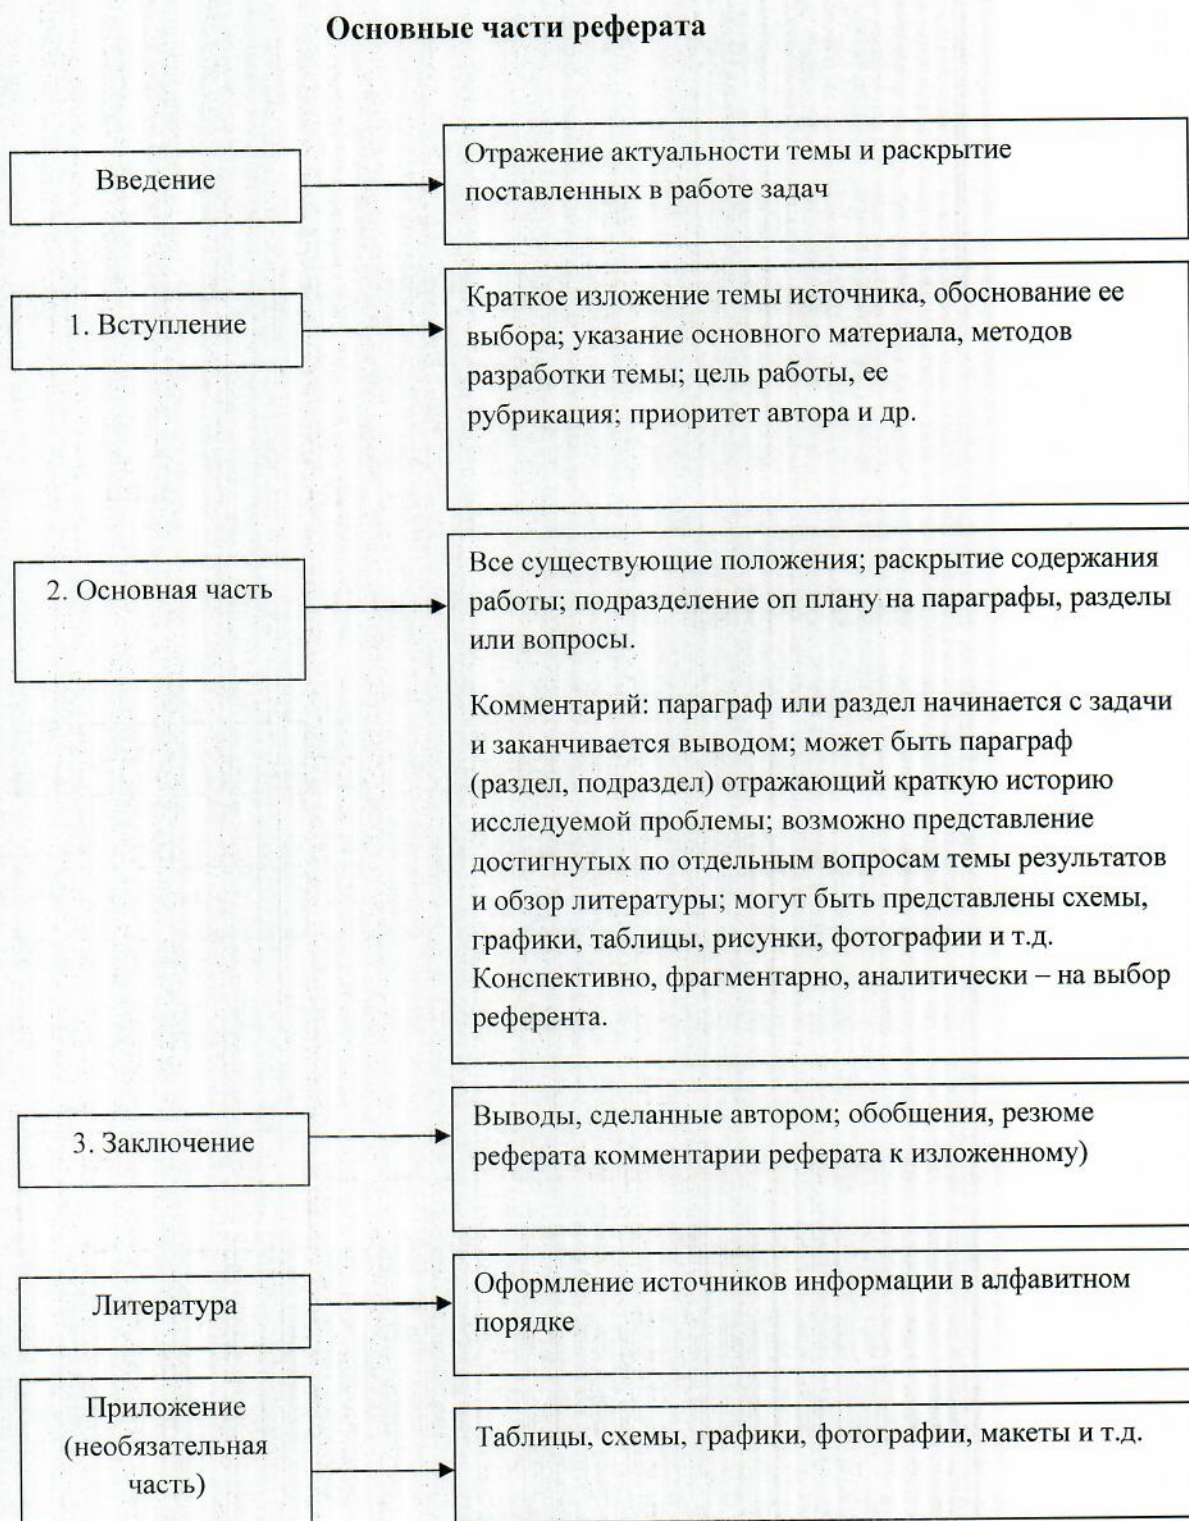 Основные части реферата
Введение
Отражение актуальности темы и раскрытие
поставленных в работе задач
1. Вступление
Краткое изложение темы источника, обоснование ее
выбора; указание основного материала, методов
разработки темы; цель работы, ее
рубрикация; приоритет автора и др.
2. Основная часть
Все существующие положения; раскрытие содержания
работы; подразделение оп плану на параграфы, разделы
или вопросы.
Комментарий: параграф или раздел начинается с задачи
и заканчивается выводом; может быть параграф
(раздел, подраздел) отражающий краткую историю
исследуемой проблемы; возможно представление
достигнутых по отдельным вопросам темы результатов
и обзор литературы; могут быть представлены схемы,
графики, таблицы, рисунки, фотографии и т.д.
Конспективно, фрагментарно, аналитически – на выбор
референта.
3. Заключение
Выводы, сделанные автором; обобщения, резюме
реферата комментарии реферата к изложенному)
Литература
Оформление источников информации в алфавитном
порядке
Приложение
(необязательная
часть)
Таблицы, схемы, графики, фотографии, макеты и т.д.